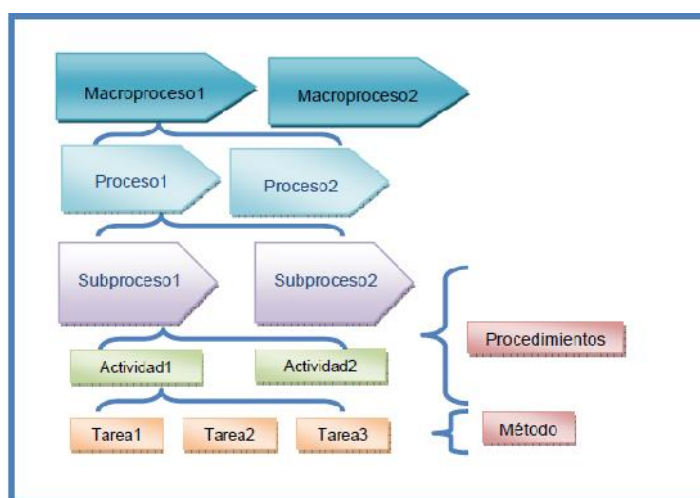 Macroproceso1
Macroproceso2
Proceso1
Proceso2
Subproceso1
Subproceso2
Procedimientos
Actividad1
Actividad2
Tarea1
Tarea2
Tarea3
Método